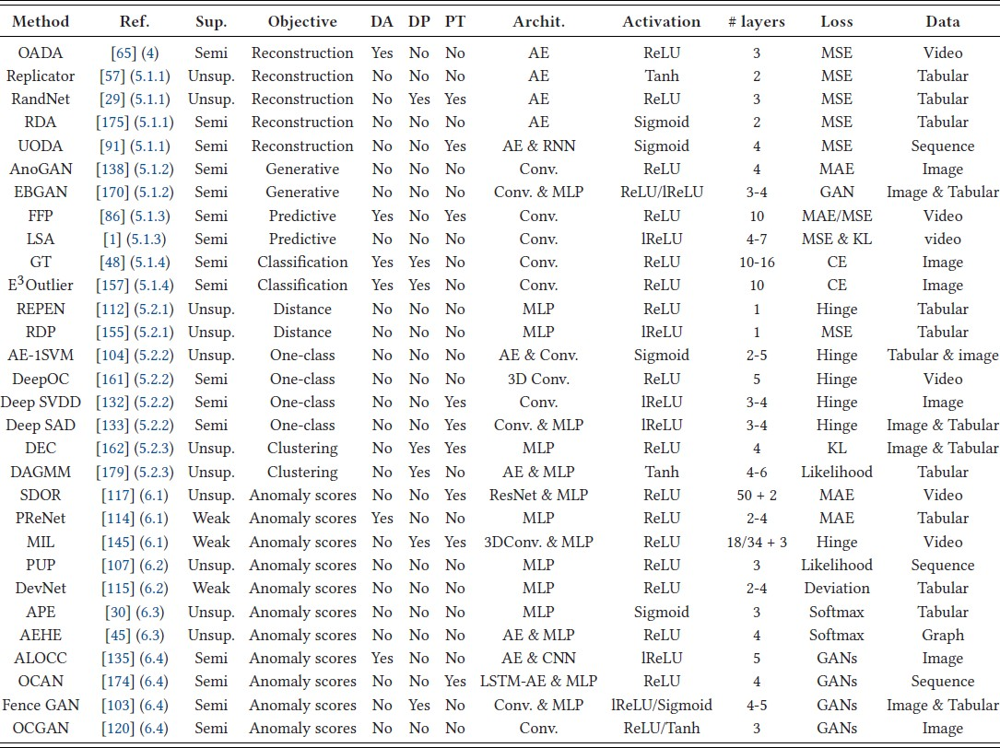 Method Ref. Sup. Objective DA DP PT Archit. Activation # layers Loss Data
OADA [65] (4) Semi Reconstruction Yes No No AE ReLU 3 MSE Video
Replicator [57] (5.1.1) Unsup. Reconstruction No No No AE Tanh 2 MSE Tabular
RandNet [29] (5.1.1) Unsup. Reconstruction No Yes Yes AE ReLU 3 MSE Tabular
RDA [175] (5.1.1) Semi Reconstruction No No No AE Sigmoid 2 MSE Tabular
UODA [91] (5.1.1) Semi Reconstruction No No Yes AE & RNN Sigmoid 4 MSE Sequence
AnoGAN [138] (5.1.2) Semi Generative No No No Conv. ReLU 4 MAE Image
EBGAN [170] (5.1.2) Semi Generative No No No Conv. & MLP ReLU/lReLU 3-4 GAN Image & Tabular
FFP [86] (5.1.3) Semi Predictive Yes No Yes Conv. ReLU 10 MAE/MSE Video
LSA [1] (5.1.3) Semi Predictive No No No Conv. lReLU 4-7 MSE & KL video
GT [48] (5.1.4) Semi Classification Yes Yes No Conv. ReLU 10-16 CE Image
E³Outlier [157] (5.1.4) Semi Classification Yes Yes No Conv. ReLU 10 CE Image
REPEN [112] (5.2.1) Unsup. Distance No No No MLP ReLU 1 Hinge Tabular
RDP [155] (5.2.1) Unsup. Distance No No No MLP lReLU 1 MSE Tabular
AE-1SVM [104] (5.2.2) Unsup. One-class No No No AE & Conv. Sigmoid 2-5 Hinge Tabular & image
DeepOC [161] (5.2.2) Semi One-class No No No 3D Conv. ReLU 5 Hinge Video
Deep SVDD [132] (5.2.2) Semi One-class No No Yes Conv. lReLU 3-4 Hinge Image
Deep SAD [133] (5.2.2) Semi One-class No No Yes Conv. & MLP lReLU 3-4 Hinge Image & Tabular
DEC [162] (5.2.3) Unsup. Clustering No Yes Yes MLP ReLU 4 KL Image & Tabular
DAGMM [179] (5.2.3) Unsup. Clustering No Yes No AE & MLP Tanh 4-6 Likelihood Tabular
SDOR [117] (6.1) Unsup. Anomaly scores No No Yes ResNet & MLP ReLU 50 + 2 MAE Video
PReNet [114] (6.1) Weak Anomaly scores Yes No No MLP ReLU 2-4 MAE Tabular
MIL [145] (6.1) Weak Anomaly scores No Yes Yes 3DConv. & MLP ReLU 18/34 + 3 Hinge Video
PUP [107] (6.2) Unsup. Anomaly scores No No No MLP ReLU 3 Likelihood Sequence
DevNet [115] (6.2) Weak Anomaly scores No No No MLP ReLU 2-4 Deviation Tabular
APE [30] (6.3) Unsup. Anomaly scores No No No MLP Sigmoid 3 Softmax Tabular
AEHE [45] (6.3) Unsup. Anomaly scores No No No AE & MLP ReLU 4 Softmax Graph
ALOCC [135] (6.4) Semi Anomaly scores Yes No No AE & CNN lReLU 5 GANs Image
OCAN [174] (6.4) Semi Anomaly scores No No Yes LSTM-AE & MLP ReLU 4 GANs Sequence
Fence GAN [103] (6.4) Semi Anomaly scores No Yes No Conv. & MLP lReLU/Sigmoid 4-5 GANs Image & Tabular
OCGAN [120] (6.4) Semi Anomaly scores No No No Conv. ReLU/Tanh 3 GANs Image